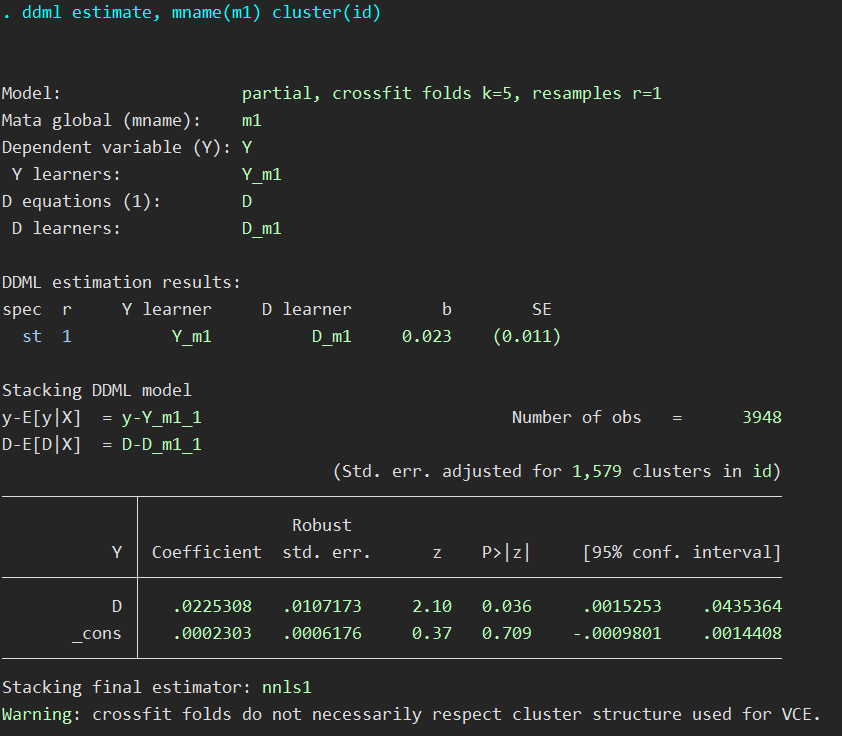 . ddml estimate, mname(m1) cluster(id)
Model: partial, crossfit folds k=5, resamples r=1
Mata global (mname): m1
Dependent variable (Y): Y
Y learners: Y_m1
D equations (1): D
D learners: D_m1
DDML estimation results:
spec r Y learner D learner b SE
st 1 Y_m1 D_m1 0.023 (0.011)
Stacking DDML model
y-E[y|X] = y-Y_m1_1 Number of obs = 3948
D-E[D|X] = D-D_m1_1
(Std. err. adjusted for 1,579 clusters in id)
Robust
Y Coefficient std. err. z P>|z| [95% conf. interval]
D .0225308 .0107173 2.10 0.036 .0015253 .0435364
_cons .0002303 .0006176 0.37 0.709 -.0009801 .0014408
Stacking final estimator: nnls1
Warning: crossfit folds do not necessarily respect cluster structure used for VCE.